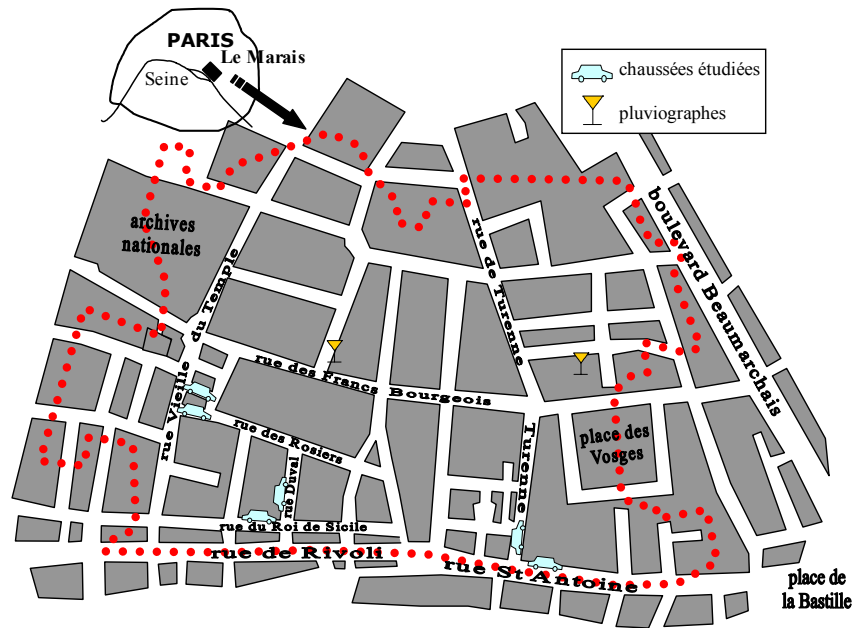 PARIS
Le Marais
Seine
chaussées étudiées
pluviographes
boulevard Beaumarchais
archives
nationales
rue de Turenne
rue Vieille du Temple
rue des Francs Bourgeois
Turenne
place des
Vosges
rue des Rosiers
rue Duval
rue du Roi de Sicile
rue de Rivoli
rue St Antoine
place de
la Bastille